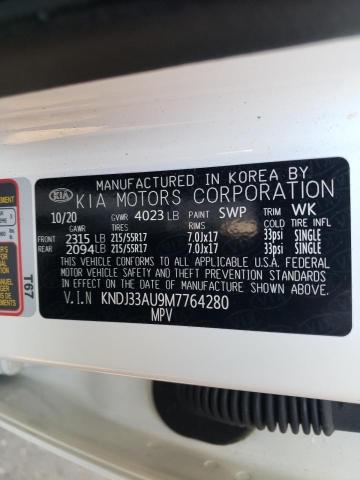 MANUFACTURED IN KOREA BY
KIA KIA MOTORS CORPORATION
10/20 GVWR 4023 LB PAINT SWP TRIM WK
GAWR TIRES RIMS COLD TIRE INFL
FRONT 2315 LB 215/55R17 7.0Jx17 33psi SINGLE
REAR 2094 LB 215/55R17 7.0Jx17 33psi SINGLE
THIS VEHICLE CONFORMS TO ALL APPLICABLE U.S.A. FEDERAL
MOTOR VEHICLE SAFETY AND THEFT PREVENTION STANDARDS IN
EFFECT ON THE DATE OF MANUFACTURE SHOWN ABOVE.
V.I.N KNDJ33AU9M7764280
MPV
T67